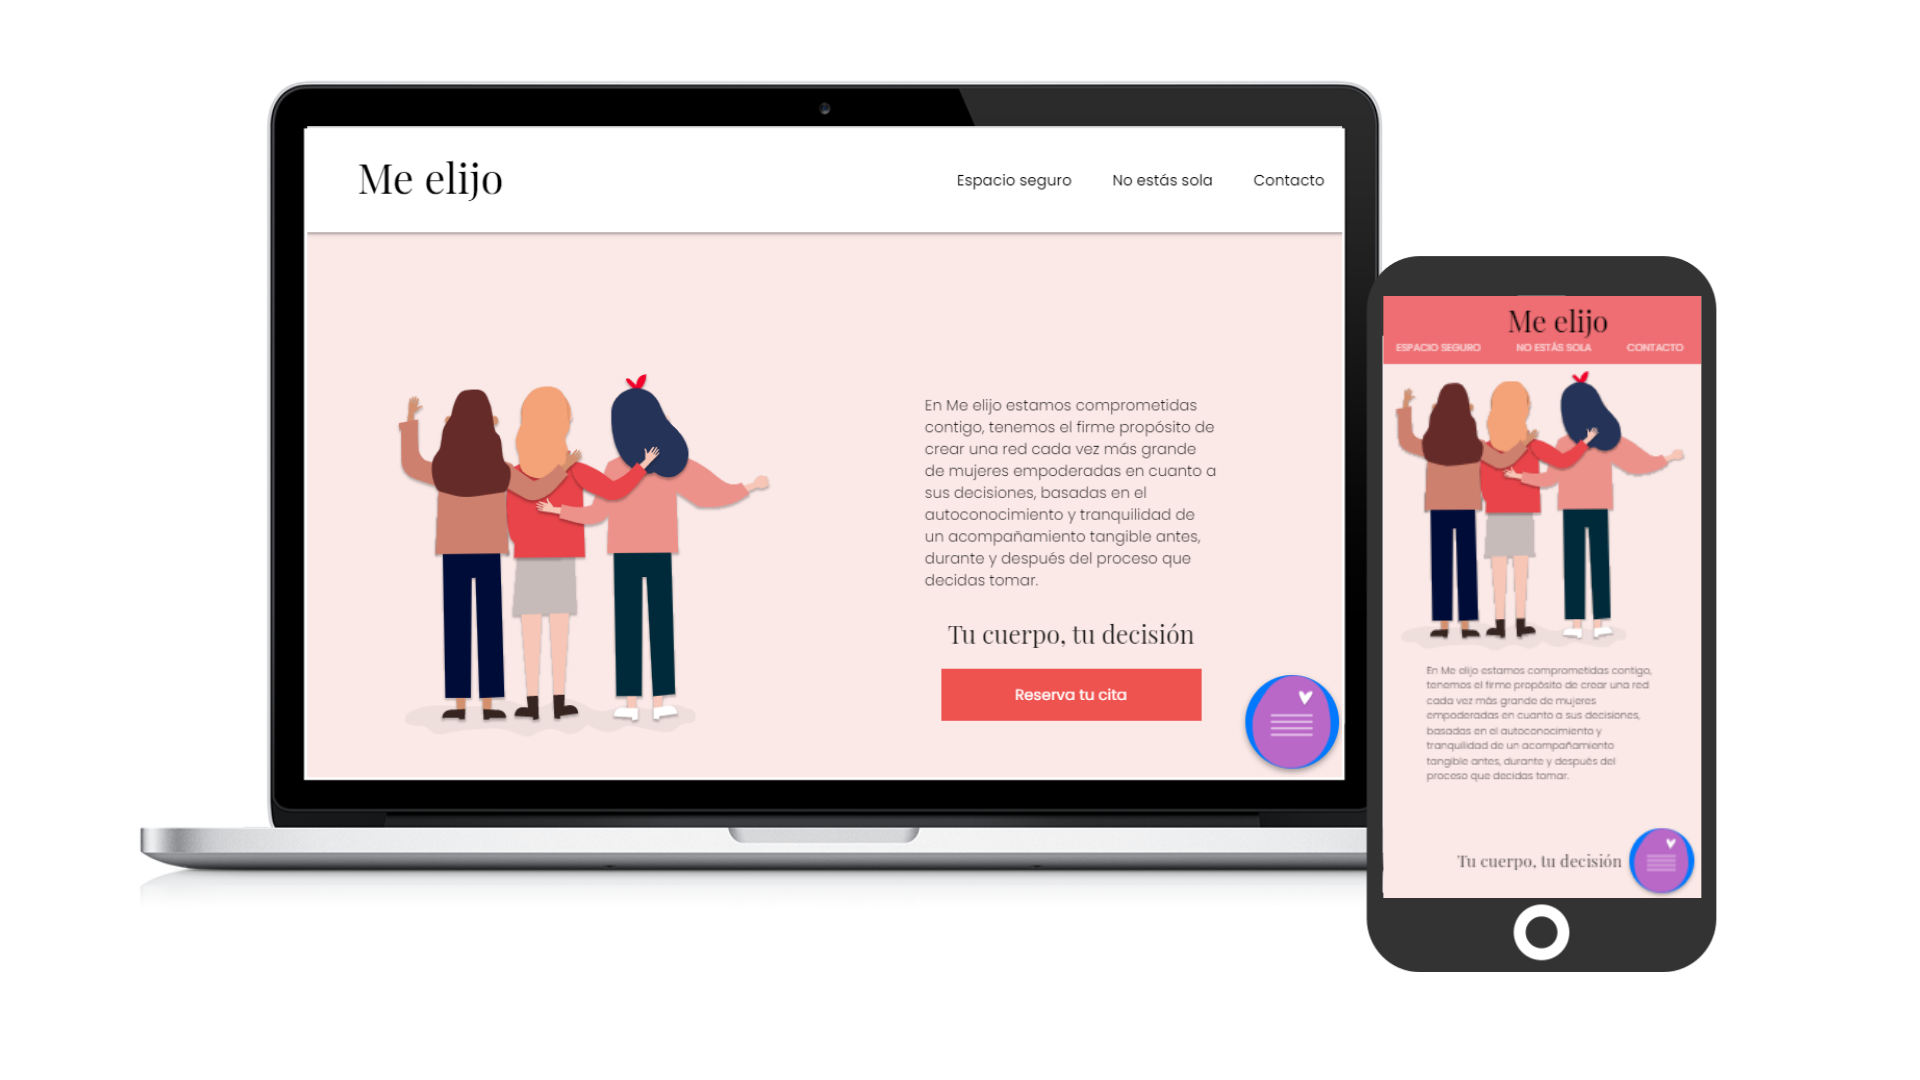 Me elijo
Espacio seguro
No estás sola
Contacto
En Me elijo estamos comprometidas
contigo, tenemos el firme propósito de
crear una red cada vez más grande
de mujeres empoderadas en cuanto a
sus decisiones, basadas en el
autoconocimiento y tranquilidad de
un acompañamiento tangible antes,
durante y después del proceso que
decidas tomar.
Tu cuerpo, tu decisión
Reserva tu cita
Me elijo
ESPACIO SEGURO
NO ESTÁS SOLA
CONTACTO
En Me elijo estamos comprometidas contigo,
tenemos el firme propósito de crear una red
cada vez más grande de mujeres
empoderadas en cuanto a sus decisiones,
basadas en el autoconocimiento y
tranquilidad de un acompañamiento
tangible antes, durante y después del
proceso que decidas tomar.
Tu cuerpo, tu decisión